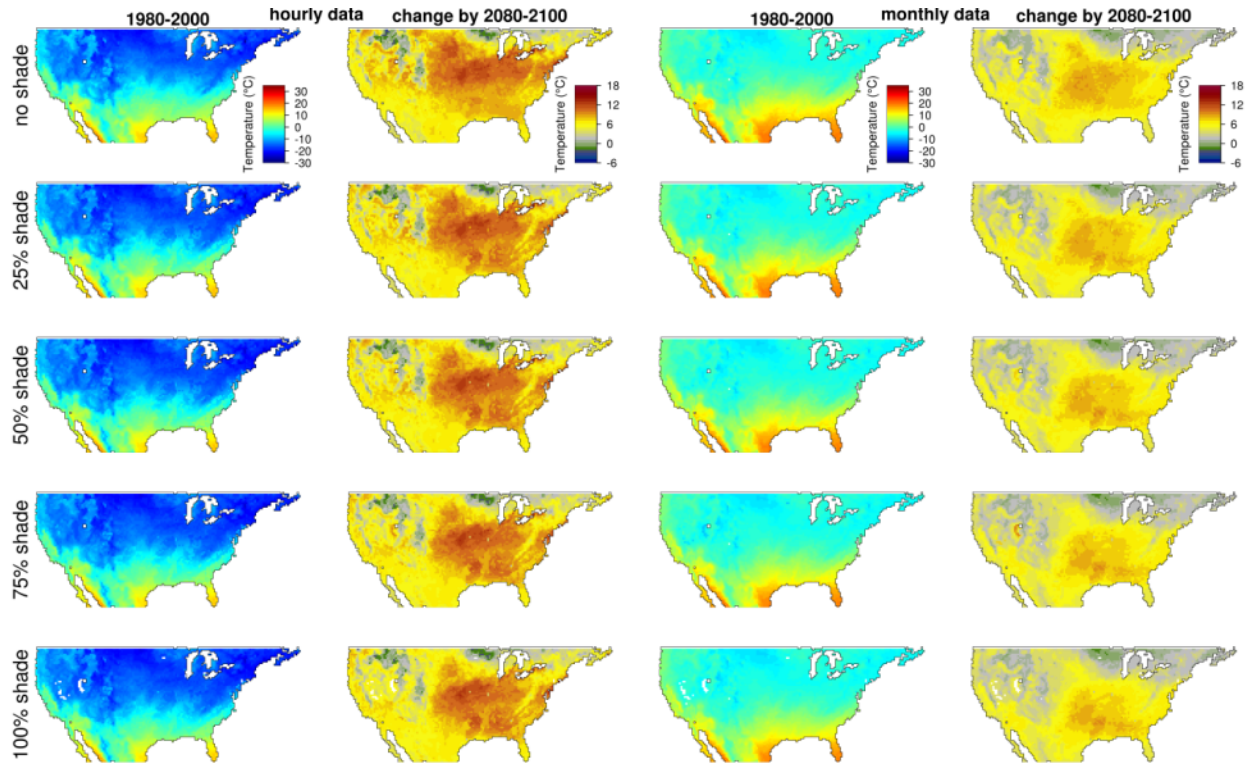 1980-2000 hourly data change by 2080-2100 1980-2000 monthly data change by 2080-2100
no shade
Temperature (°C)
30
20
10
0
-10
-20
-30
Temperature (°C)
18
12
6
0
-6
Temperature (°C)
30
20
10
0
-10
-20
-30
Temperature (°C)
18
12
6
0
-6
25% shade
50% shade
75% shade
100% shade